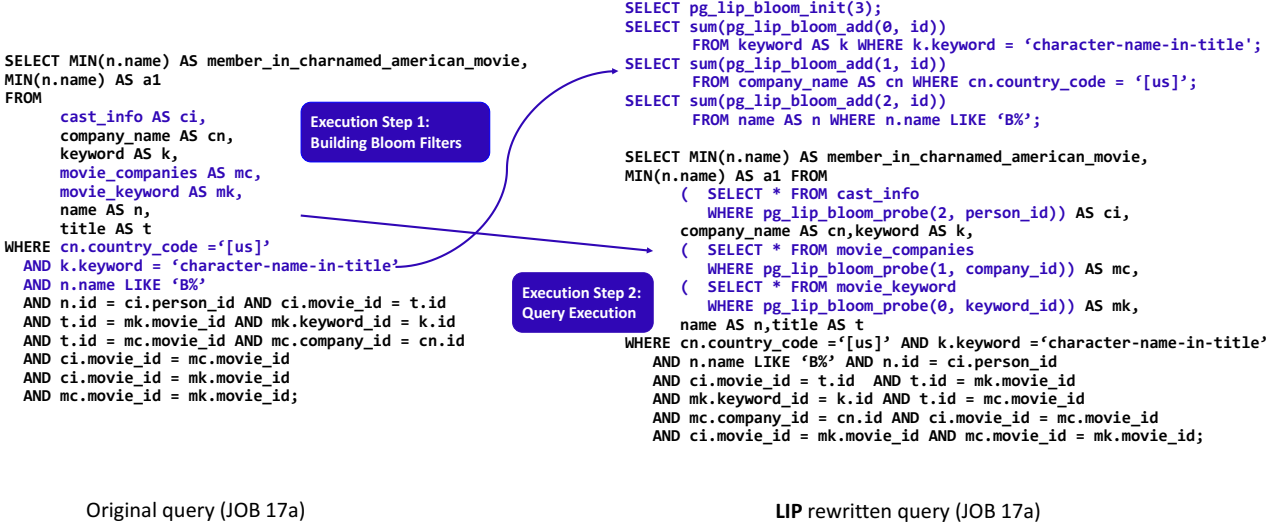 SELECT MIN(n.name) AS member_in_charnamed_american_movie,
MIN(n.name) AS a1
FROM
cast_info AS ci,
company_name AS cn,
keyword AS k,
movie_companies AS mc,
movie_keyword AS mk,
name AS n,
title AS t
WHERE cn.country_code =‘[us]’
AND k.keyword = ‘character-name-in-title’
AND n.name LIKE ‘B%’
AND n.id = ci.person_id AND ci.movie_id = t.id
AND t.id = mk.movie_id AND mk.keyword_id = k.id
AND t.id = mc.movie_id AND mc.company_id = cn.id
AND ci.movie_id = mc.movie_id
AND ci.movie_id = mk.movie_id
AND mc.movie_id = mk.movie_id;
Original query (JOB 17a)
Execution Step 1:
Building Bloom Filters
Execution Step 2:
Query Execution
SELECT pg_lip_bloom_init(3);
SELECT sum(pg_lip_bloom_add(0, id))
FROM keyword AS k WHERE k.keyword = ‘character-name-in-title';
SELECT sum(pg_lip_bloom_add(1, id))
FROM company_name AS cn WHERE cn.country_code = ‘[us]’;
SELECT sum(pg_lip_bloom_add(2, id))
FROM name AS n WHERE n.name LIKE ‘B%’;
SELECT MIN(n.name) AS member_in_charnamed_american_movie,
MIN(n.name) AS a1 FROM
( SELECT * FROM cast_info
WHERE pg_lip_bloom_probe(2, person_id)) AS ci,
company_name AS cn,keyword AS k,
( SELECT * FROM movie_companies
WHERE pg_lip_bloom_probe(1, company_id)) AS mc,
( SELECT * FROM movie_keyword
WHERE pg_lip_bloom_probe(0, keyword_id)) AS mk,
name AS n,title AS t
WHERE cn.country_code =‘[us]’ AND k.keyword =‘character-name-in-title’
AND n.name LIKE ‘B%’ AND n.id = ci.person_id
AND ci.movie_id = t.id AND t.id = mk.movie_id
AND mk.keyword_id = k.id AND t.id = mc.movie_id
AND mc.company_id = cn.id AND ci.movie_id = mc.movie_id
AND ci.movie_id = mk.movie_id AND mc.movie_id = mk.movie_id;
LIP rewritten query (JOB 17a)